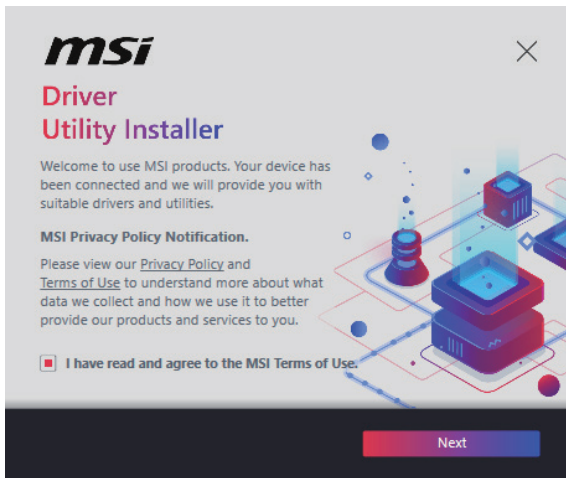 msi
Driver
Utility Installer
Welcome to use MSI products. Your device has
been connected and we will provide you with
suitable drivers and utilities.
MSI Privacy Policy Notification.
Please view our Privacy Policy and
Terms of Use to understand more about what
data we collect and how we use it to better
provide our products and services to you.
I have read and agree to the MSI Terms of Use.
Next